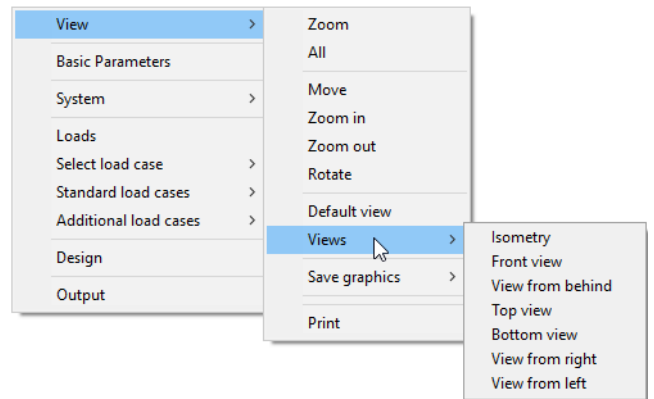 View
Basic Parameters
System
Loads
Select load case
Standard load cases
Additional load cases
Design
Output
Zoom
All
Move
Zoom in
Zoom out
Rotate
Default view
Views
Save graphics
Print
Isometry
Front view
View from behind
Top view
Bottom view
View from right
View from left